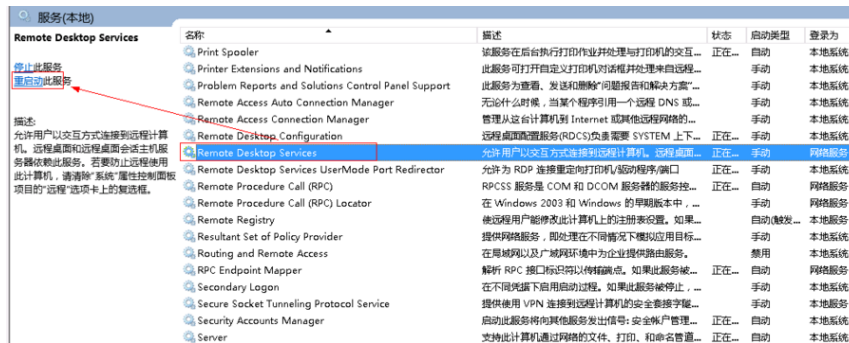 服务(本地)
Remote Desktop Services
停止此服务
重启动此服务
描述:
允许用户以交互方式连接到远程计算
机。远程桌面和远程桌面会话主机服
务器依赖此服务。若要防止远程使用
此计算机，请清除"系统"属性控制面板
项目的"远程"选项卡上的复选框。
名称 描述 状态 启动类型 登录为
Print Spooler 该服务在后台执行打印作业并处理与打印机的交互... 正在... 自动 本地系统
Printer Extensions and Notifications 此服务可打开自定义打印机对话框并处理来自远程... 手动 本地系统
Problem Reports and Solutions Control Panel Support 此服务为查看、发送和删除"问题报告和解决方案"... 手动 本地系统
Remote Access Auto Connection Manager 无论什么时候，当某个程序引用一个远程 DNS 或... 手动 本地系统
Remote Access Connection Manager 管理从这台计算机到 Internet 或其他远程网络的... 手动 本地系统
Remote Desktop Configuration 远程桌面配置服务(RDCS)负责需要 SYSTEM 上下... 正在... 手动 本地系统
Remote Desktop Services 允许用户以交互方式连接到远程计算机。远程桌面... 正在... 手动 网络服务
Remote Desktop Services UserMode Port Redirector 允许为 RDP 连接重定向打印机/驱动程序/端口 正在... 手动 本地系统
Remote Procedure Call (RPC) RPCSS 服务是 COM 和 DCOM 服务器的服务控... 正在... 自动 网络服务
Remote Procedure Call (RPC) Locator 在 Windows 2003 和 Windows 的早期版本中，... 手动 网络服务
Remote Registry 使远程用户能修改此计算机上的注册表设置。如果... 自动(触发... 本地服务
Resultant Set of Policy Provider 提供网络服务，即处理在不同情况下模拟应用目标... 手动 本地系统
Routing and Remote Access 在局域网以及广域网环境中为企业提供路由服务。 禁用 本地系统
RPC Endpoint Mapper 解析 RPC 接口标识符以传输端点。如果此服务被... 正在... 自动 网络服务
Secondary Logon 在不同凭据下启用启动过程。如果此服务被停止，... 手动 本地系统
Secure Socket Tunneling Protocol Service 提供使用 VPN 连接到远程计算机的安全套接字隧... 手动 本地服务
Security Accounts Manager 启动此服务将向其他服务发出信号: 安全帐户管理... 正在... 自动 本地系统
Server 支持此计算机通过网络的文件、打印、和命名管道... 正在... 自动 本地系统